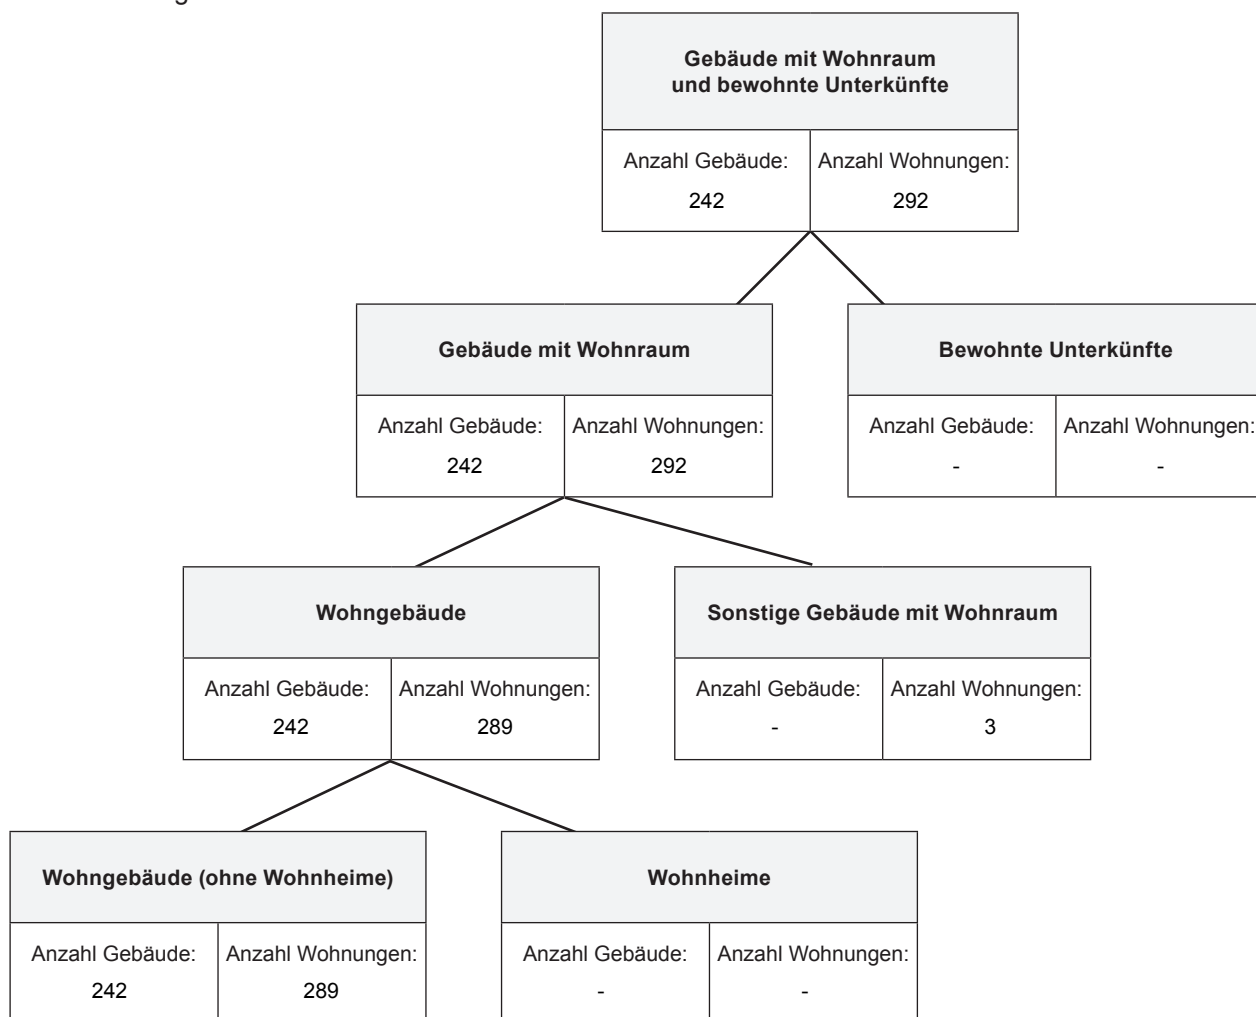 Gebäude mit Wohnraum
und bewohnte Unterkünfte
Anzahl Gebäude: Anzahl Wohnungen:
242 292
Gebäude mit Wohnraum
Anzahl Gebäude: Anzahl Wohnungen:
242 292
Bewohnte Unterkünfte
Anzahl Gebäude: Anzahl Wohnungen:
- -
Wohngebäude
Anzahl Gebäude: Anzahl Wohnungen:
242 289
Sonstige Gebäude mit Wohnraum
Anzahl Gebäude: Anzahl Wohnungen:
- 3
Wohngebäude (ohne Wohnheime)
Anzahl Gebäude: Anzahl Wohnungen:
242 289
Wohnheime
Anzahl Gebäude: Anzahl Wohnungen:
- -